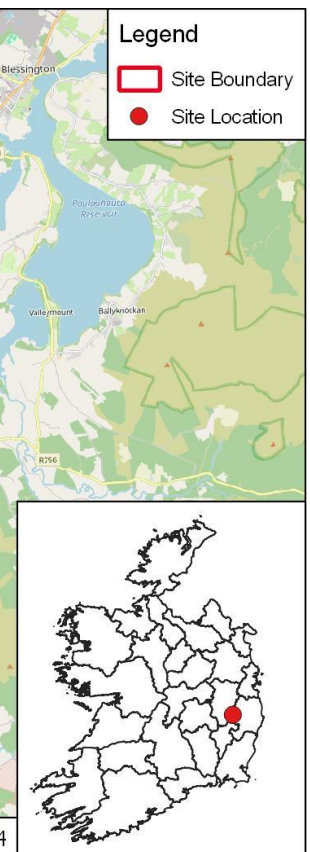 Legend
Site Boundary
Site Location
Blessington
Poulaphouca
Reservoir
Valleymount
Ballyknockan
R756
4